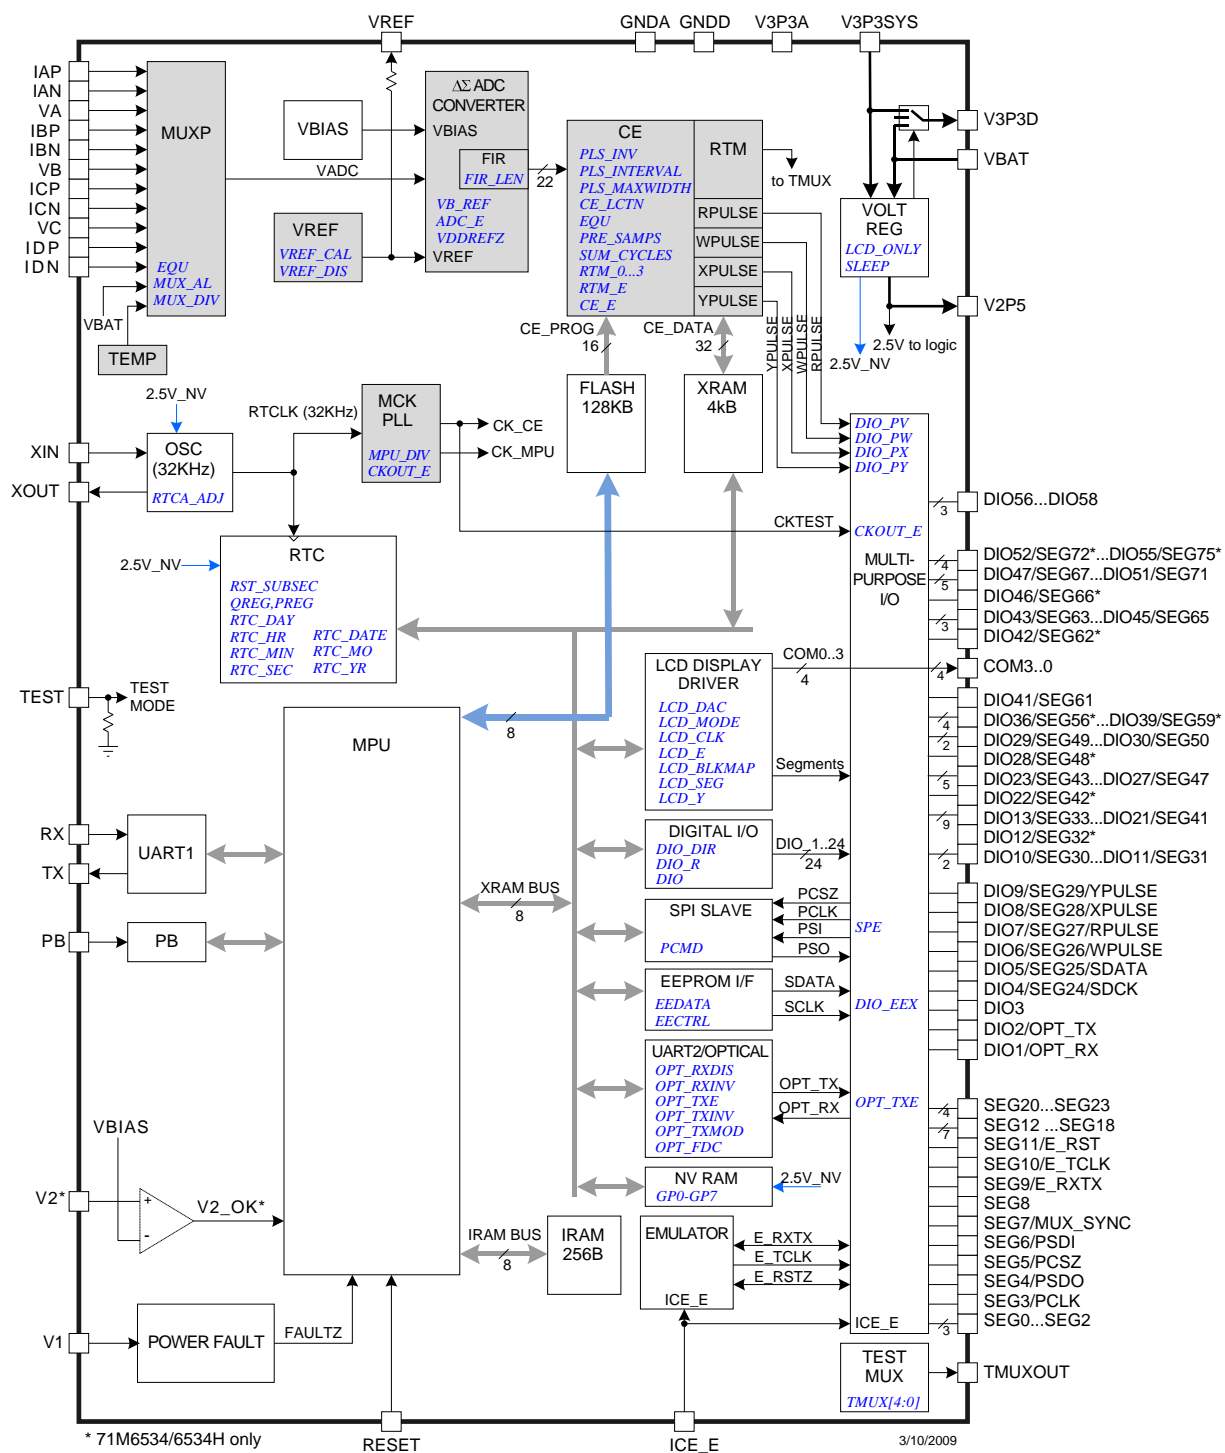 VREF
GNDA
GNDD
V3P3A
V3P3SYS
IAP
IAN
VA
IBP
IBN
VB
ICP
ICN
VC
IDP
IDN
MUXP
EQU
MUX_AL
MUX_DIV
VBAT
TEMP
VBIAS
VADC
VREF
VREF_CAL
VREF_DIS
ΔΣ ADC
CONVERTER
VBIAS
FIR
FIR_LEN
VB_REF
ADC_E
VDDREFZ
VREF
22
CE
PLS_INV
PLS_INTERVAL
PLS_MAXWIDTH
CE_LCTN
EQU
PRE_SAMPS
SUM_CYCLES
RTM_0...3
RTM_E
CE_E
RTM
RPULSE
WPULSE
XPULSE
YPULSE
to TMUX
V3P3D
VBAT
VOLT
REG
LCD_ONLY
SLEEP
V2P5
2.5V to logic
2.5V_NV
CE_PROG
16
CE_DATA
32
YPULSE
XPULSE
WPULSE
RPULSE
FLASH
128KB
XRAM
4kB
2.5V_NV
RTCLK (32KHz)
MCK
PLL
MPU_DIV
CKOUT_E
CK_CE
CK_MPU
XIN
XOUT
OSC
(32KHz)
RTCA_ADJ
DIO_PV
DIO_PW
DIO_PX
DIO_PY
CKTEST
CKOUT_E
MULTI-
PURPOSE
I/O
2.5V_NV
RTC
RST_SUBSEC
QREG,PREG
RTC_DAY
RTC_HR
RTC_MIN
RTC_SEC
RTC_DATE
RTC_MO
RTC_YR
TEST
TEST
MODE
MPU
8
LCD DISPLAY
DRIVER
LCD_DAC
LCD_MODE
LCD_CLK
LCD_E
LCD_BLKMAP
LCD_SEG
LCD_Y
COM0..3
4
Segments
RX
TX
UART1
PB
PB
XRAM BUS
8
DIGITAL I/O
DIO_DIR
DIO_R
DIO
DIO_1..24
24
SPI SLAVE
PCMD
PCSZ
PCLK
PSI
PSO
SPE
EEPROM I/F
EEDATA
EECTRL
SDATA
SCLK
DIO_EEX
UART2/OPTICAL
OPT_RXDIS
OPT_RXINV
OPT_TXE
OPT_TXINV
OPT_TXMOD
OPT_FDC
OPT_TX
OPT_RX
OPT_TXE
NV RAM
GP0-GP7
2.5V_NV
VBIAS
V2*
+
-
V2_OK*
IRAM BUS
8
IRAM
256B
EMULATOR
ICE_E
E_RXTX
E_TCLK
E_RSTZ
ICE_E
V1
POWER FAULT
FAULTZ
TEST
MUX
TMUX[4:0]
3
DIO56...DIO58
4
DIO52/SEG72*...DIO55/SEG75*
5
DIO47/SEG67...DIO51/SEG71
DIO46/SEG66*
3
DIO43/SEG63...DIO45/SEG65
DIO42/SEG62*
4
COM3..0
DIO41/SEG61
4
DIO36/SEG56*...DIO39/SEG59*
2
DIO29/SEG49...DIO30/SEG50
DIO28/SEG48*
5
DIO23/SEG43...DIO27/SEG47
DIO22/SEG42*
9
DIO13/SEG33...DIO21/SEG41
DIO12/SEG32*
2
DIO10/SEG30...DIO11/SEG31
DIO9/SEG29/YPULSE
DIO8/SEG28/XPULSE
DIO7/SEG27/RPULSE
DIO6/SEG26/WPULSE
DIO5/SEG25/SDATA
DIO4/SEG24/SDCK
DIO3
DIO2/OPT_TX
DIO1/OPT_RX
4
SEG20...SEG23
7
SEG12 ...SEG18
SEG11/E_RST
SEG10/E_TCLK
SEG9/E_RXTX
SEG8
SEG7/MUX_SYNC
SEG6/PSDI
SEG5/PCSZ
SEG4/PSDO
SEG3/PCLK
3
SEG0...SEG2
TMUXOUT
* 71M6534/6534H only
RESET
ICE_E
3/10/2009